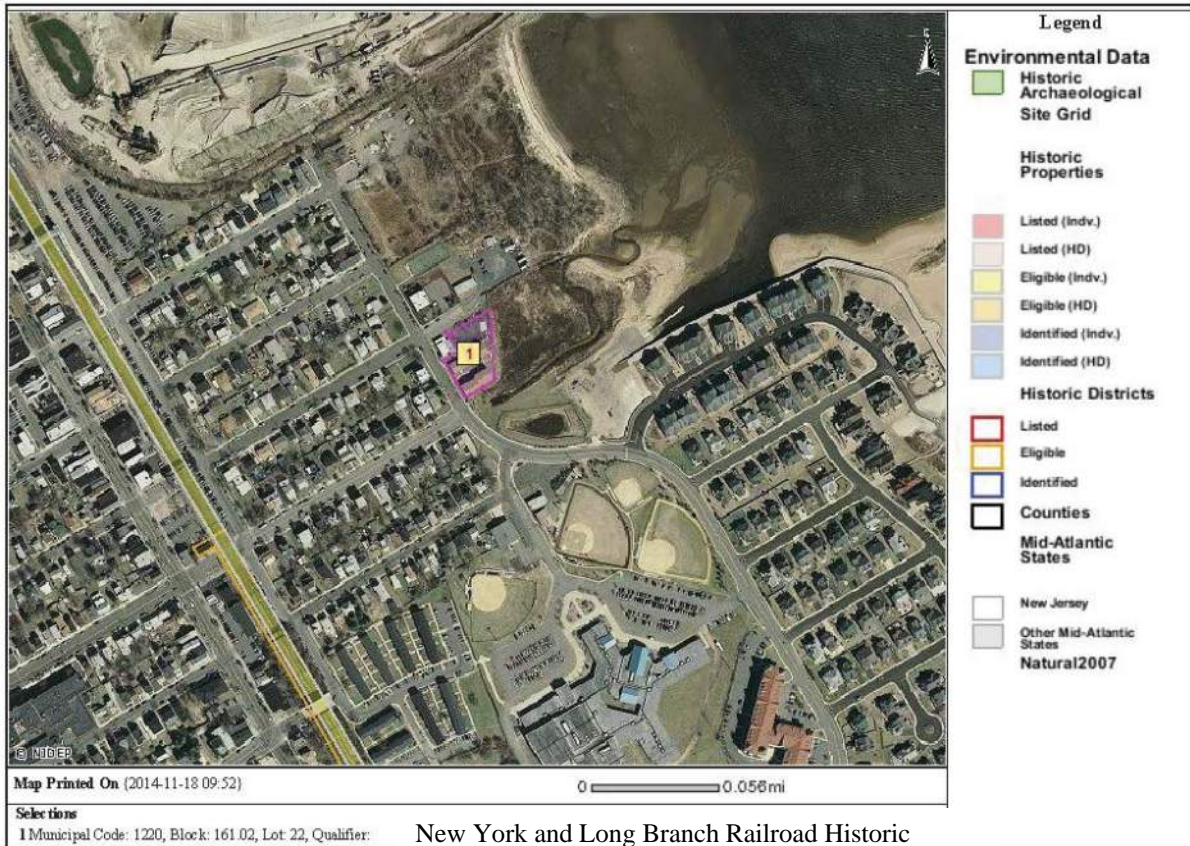 Legend
Environmental Data
Historic
Archaeological
Site Grid
Historic
Properties
Listed (Indv.)
Listed (HD)
Eligible (Indv.)
Eligible (HD)
Identified (Indv.)
Identified (HD)
Historic Districts
Listed
Eligible
Identified
Counties
Mid-Atlantic
States
New Jersey
Other Mid-Atlantic
States
Natural2007
1
© NJDEP
Map Printed On (2014-11-18 09:52)
0 0.056mi
Selections
1 Municipal Code: 1220, Block: 161.02, Lot: 22, Qualifier:
New York and Long Branch Railroad Historic